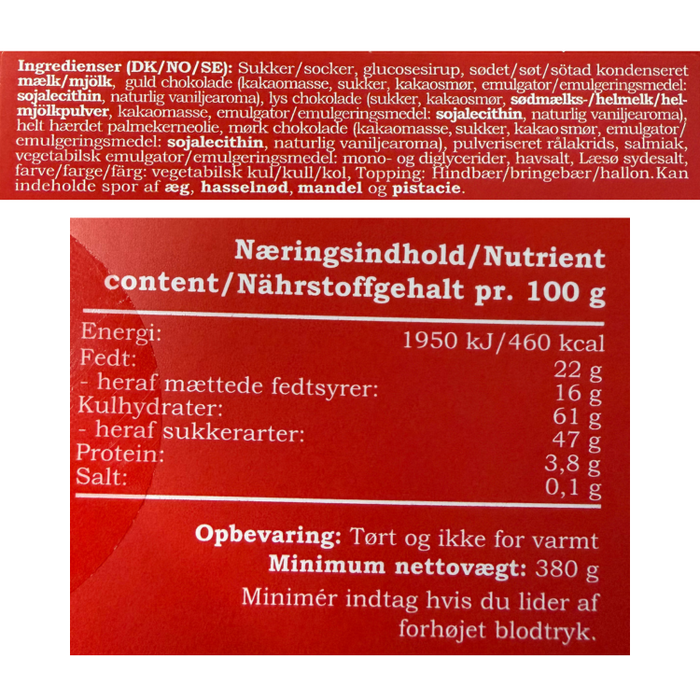 Ingredienser (DK/NO/SE): Sukker/socker, glucosesirup, sødet/søt/sötad kondenseret
mælk/mjölk, guld chokolade (kakaomasse, sukker, kakaosmør, emulgator/emulgeringsmedel:
sojalecithin, naturlig vaniljearoma), lys chokolade (sukker, kakaosmør, sødmælks-/helmelk/hel-
mjölkpulver, kakaomasse, emulgator/emulgeringsmedel: sojalecithin, naturlig vaniljearoma),
helt hærdet palmekerneolie, mørk chokolade (kakaomasse, sukker, kakaosmør, emulgator/
emulgeringsmedel: sojalecithin, naturlig vaniljearoma), pulveriseret rålakrids, salmiak,
vegetabilsk emulgator/emulgeringsmedel: mono- og diglycerider, havsalt, Læsø sydesalt,
farve/farge/färg: vegetabilsk kul/kull/kol, Topping: Hindbær/bringebær/hallon.Kan
indeholde spor af æg, hasselnød, mandel og pistacie.
Næringsindhold/Nutrient
content/Nährstoffgehalt pr. 100 g
Energi: 1950 kJ/460 kcal
Fedt: 22 g
- heraf mættede fedtsyrer: 16 g
Kulhydrater: 61 g
- heraf sukkerarter: 47 g
Protein: 3,8 g
Salt: 0,1 g
Opbevaring: Tørt og ikke for varmt
Minimum nettovægt: 380 g
Minimér indtag hvis du lider af
forhøjet blodtryk.